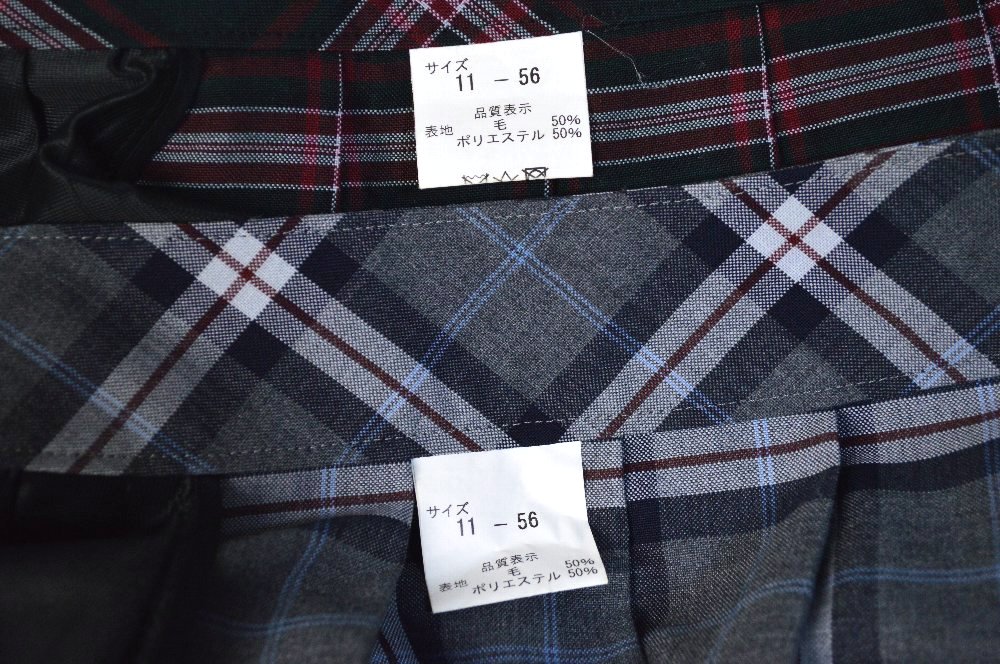 サイズ
11 - 56
品質表示
表地 毛 50%
ポリエステル 50%
サイズ
11 - 56
品質表示
表地 毛 50%
ポリエステル 50%